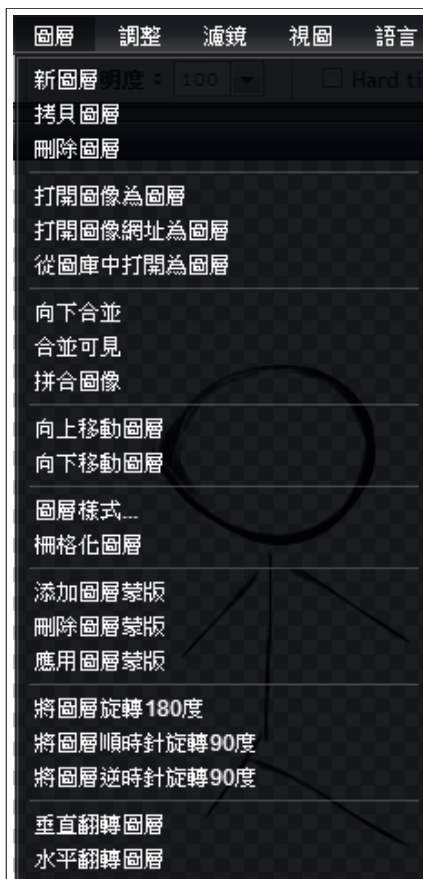 圖層 調整 濾鏡 視圖 語言
新圖層 明度： 100 Hard ti
拷貝圖層
刪除圖層
打開圖像為圖層
打開圖像網址為圖層
從圖庫中打開為圖層
向下合並
合並可見
拼合圖像
向上移動圖層
向下移動圖層
圖層樣式...
柵格化圖層
添加圖層蒙版
刪除圖層蒙版
應用圖層蒙版
將圖層旋轉180度
將圖層順時針旋轉90度
將圖層逆時針旋轉90度
垂直翻轉圖層
水平翻轉圖層